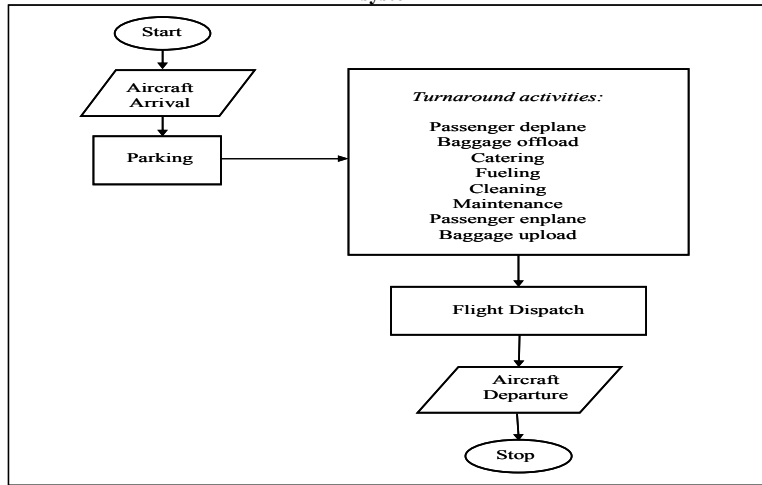 Start
Aircraft
Arrival
Parking
Turnaround activities:
Passenger deplane
Baggage offload
Catering
Fueling
Cleaning
Maintenance
Passenger enplane
Baggage upload
Flight Dispatch
Aircraft
Departure
Stop